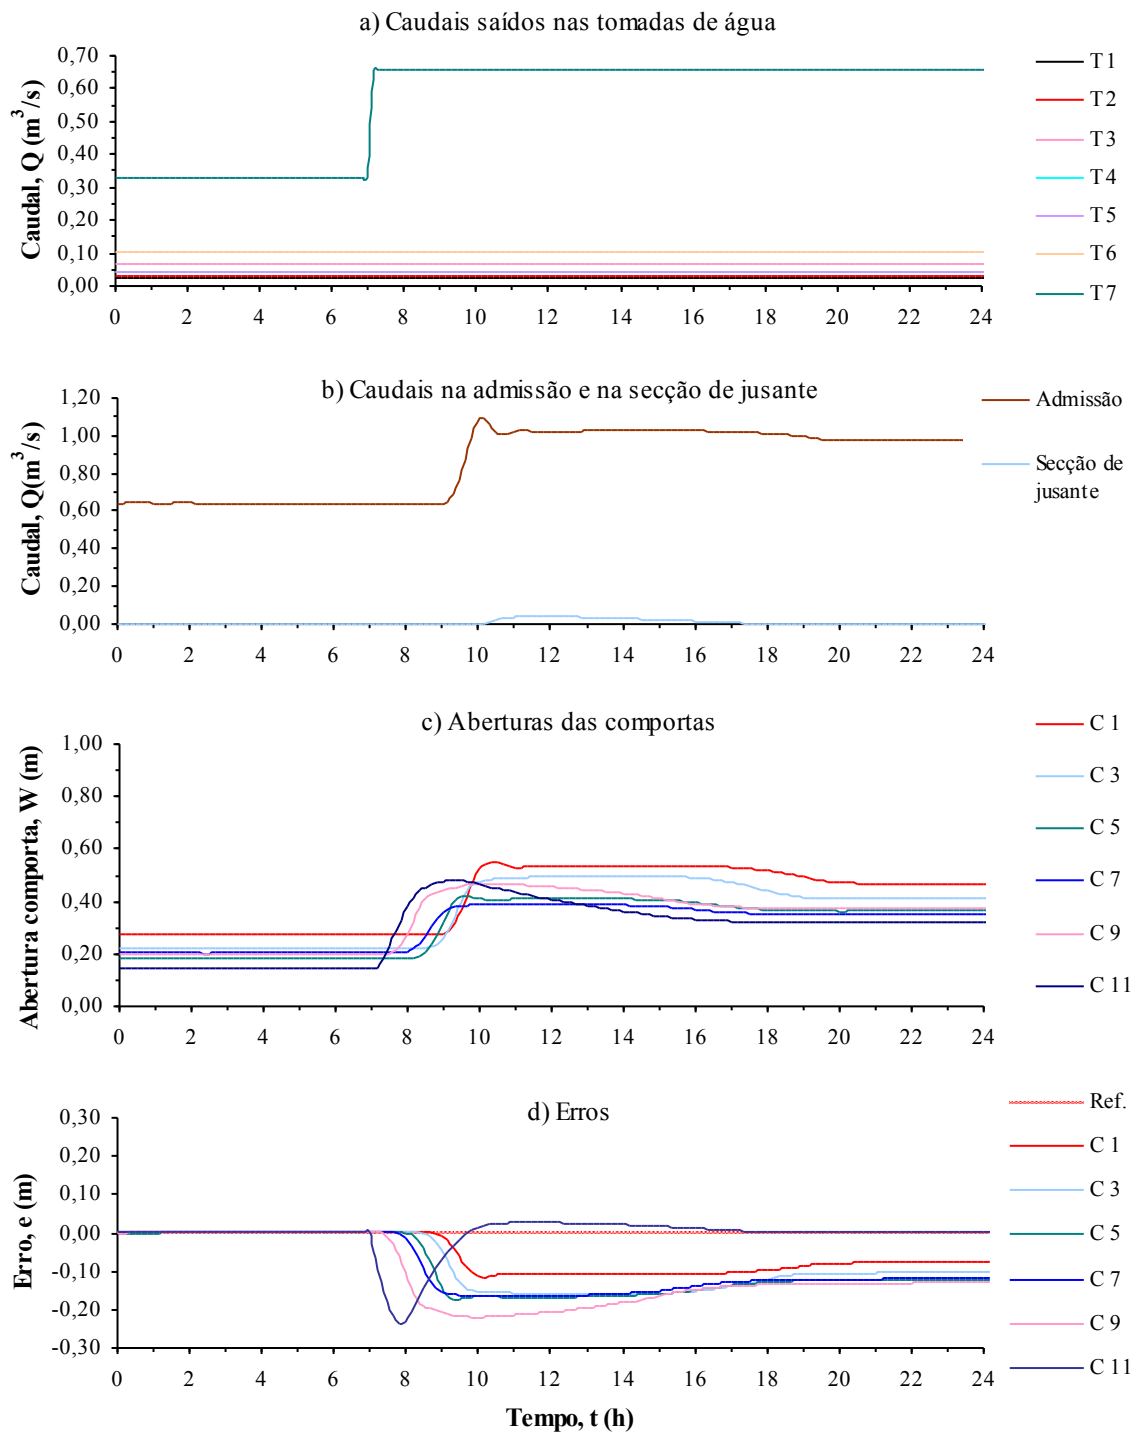 a) Caudais saídos nas tomadas de água
Caudal, Q (m³/s)
0,70
0,60
0,50
0,40
0,30
0,20
0,10
0,00
0 2 4 6 8 10 12 14 16 18 20 22 24
T1
T2
T3
T4
T5
T6
T7
b) Caudais na admissão e na secção de jusante
Caudal, Q(m³/s)
1,20
1,00
0,80
0,60
0,40
0,20
0,00
0 2 4 6 8 10 12 14 16 18 20 22 24
Admissão
Secção de
jusante
c) Aberturas das comportas
Abertura comporta, W (m)
1,00
0,80
0,60
0,40
0,20
0,00
0 2 4 6 8 10 12 14 16 18 20 22 24
C 1
C 3
C 5
C 7
C 9
C 11
d) Erros
Erro, e (m)
0,30
0,20
0,10
0,00
-0,10
-0,20
-0,30
0 2 4 6 8 10 12 14 16 18 20 22 24
Tempo, t (h)
Ref.
C 1
C 3
C 5
C 7
C 9
C 11